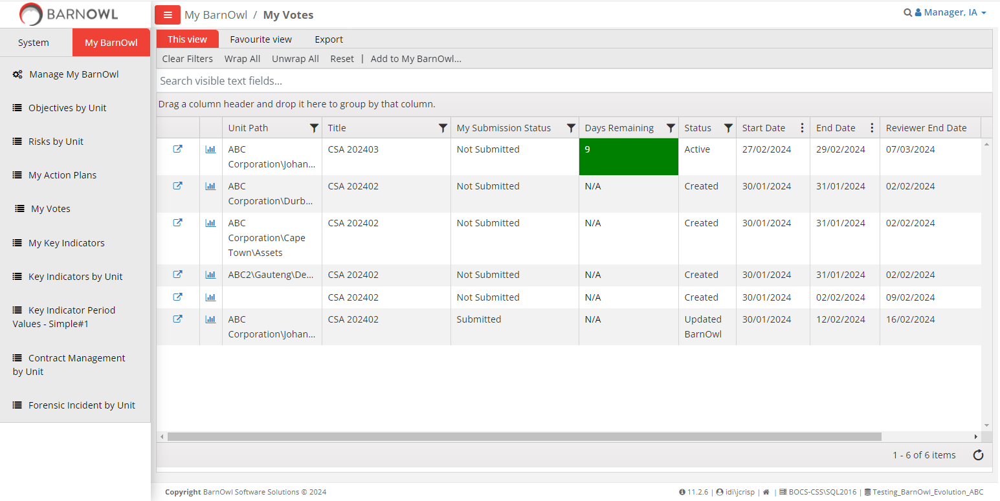 BARNOWL
My BarnOwl / My Votes
Manager, IA
System
My BarnOwl
Manage My BarnOwl
Objectives by Unit
Risks by Unit
My Action Plans
My Votes
My Key Indicators
Key Indicators by Unit
Key Indicator Period
Values - Simple#1
Contract Management
by Unit
Forensic Incident by Unit
This view Favourite view Export
Clear Filters Wrap All Unwrap All Reset | Add to My BarnOwl...
Search visible text fields...
Drag a column header and drop it here to group by that column.
Unit Path Title My Submission Status Days Remaining Status Start Date End Date Reviewer End Date
ABC CSA 202403 Not Submitted 9 Active 27/02/2024 29/02/2024 07/03/2024
Corporation\Johan...
ABC CSA 202402 Not Submitted N/A Created 30/01/2024 31/01/2024 02/02/2024
Corporation\Durb...
ABC CSA 202402 Not Submitted N/A Created 30/01/2024 31/01/2024 02/02/2024
Corporation\Cape
Town\Assets
ABC2\Gauteng\De... CSA 202402 Not Submitted N/A Created 30/01/2024 31/01/2024 02/02/2024
CSA 202402 Not Submitted N/A Created 30/01/2024 02/02/2024 09/02/2024
ABC CSA 202402 Submitted N/A Updated 30/01/2024 12/02/2024 16/02/2024
Corporation\Johan... BarnOwl
1 - 6 of 6 items
Copyright BarnOwl Software Solutions © 2024
11.2.6 | idi\jcrisp | | BOCS-CSS\SQL2016 | Testing_BarnOwl_Evolution_ABC